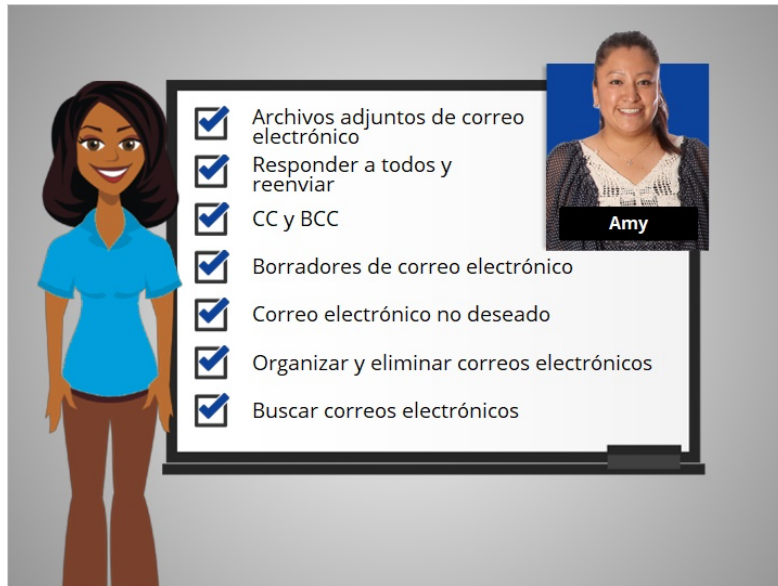 Archivos adjuntos de correo
electrónico
Responder a todos y
reenviar
CC y BCC
Borradores de correo electrónico
Correo electrónico no deseado
Organizar y eliminar correos electrónicos
Buscar correos electrónicos
Amy